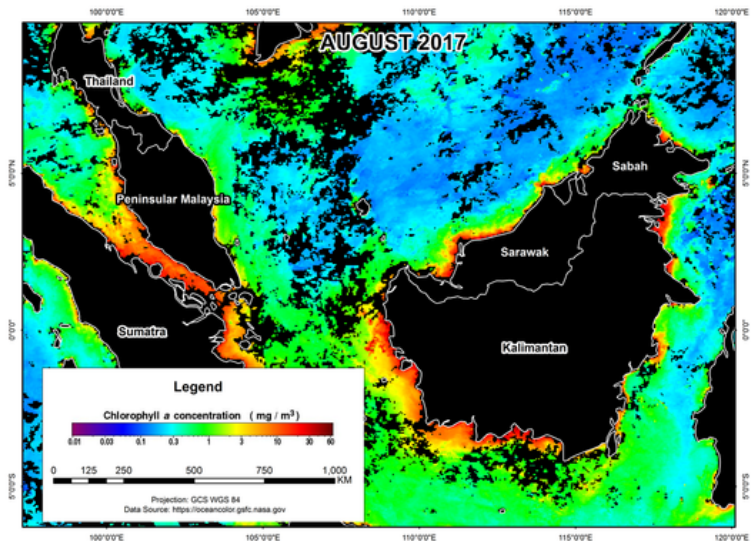 100°0'0"E 105°0'0"E 110°0'0"E 115°0'0"E 120°0'0"E
AUGUST 2017
Thailand
5°0'0"N 5°0'0"N
Sabah
Peninsular Malaysia
Sarawak
0°0'0" 0°0'0"
Sumatra
Kalimantan
Legend
Chlorophyll a concentration ( mg / m³)
0.01 0.03 0.1 0.3 1 3 10 30 60
0 125 250 500 750 1,000
KM
5°0'0"S 5°0'0"S
Projection: GCS WGS 84
Data Source: https://oceancolor.gsfc.nasa.gov
100°0'0"E 105°0'0"E 110°0'0"E 115°0'0"E 120°0'0"E